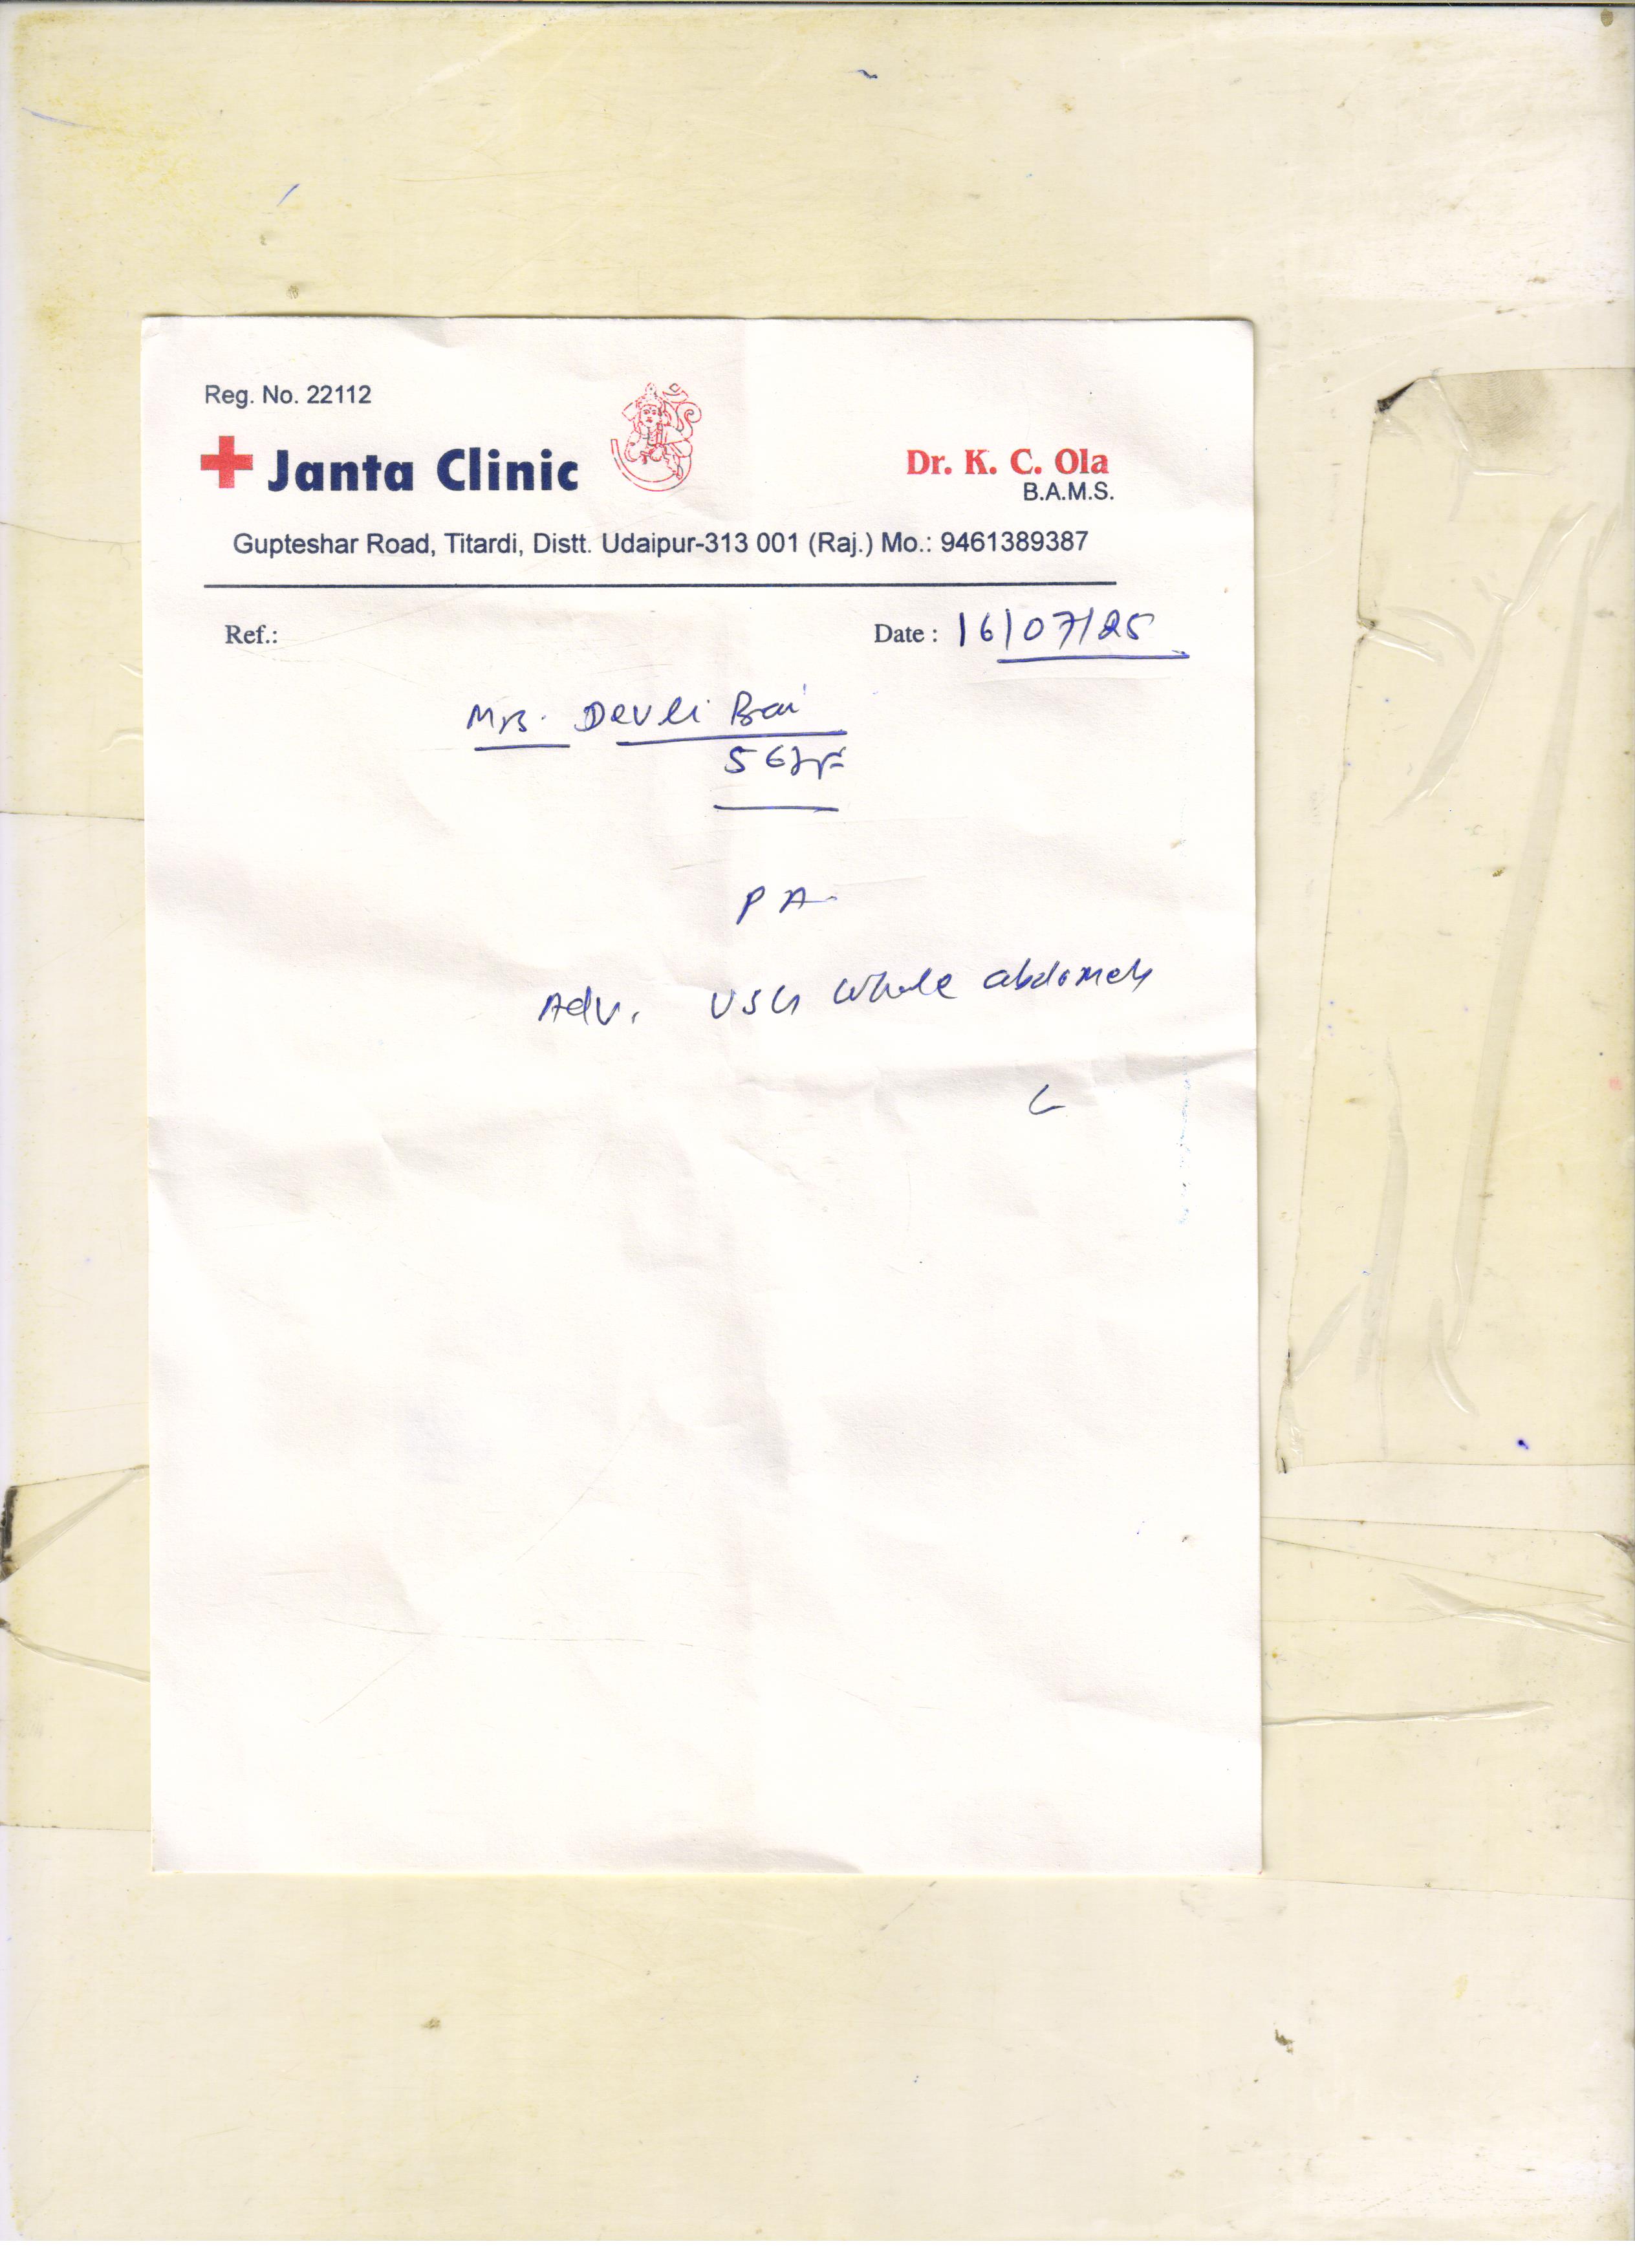 Reg. No. 22112
Janta Clinic
Dr. K. C. Ola
B.A.M.S.
Gupteshar Road, Titardi, Distt. Udaipur-313 001 (Raj.) Mo.: 9461389387
Ref.:
Date : 16/07/25
Mrs. Devli Bai
56yr
PA
Adv. USG Whole abdomen